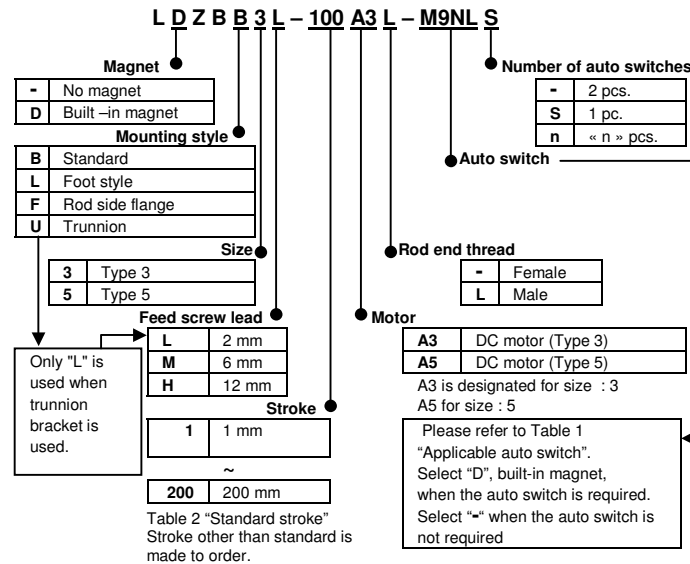 L D Z B B 3 L – 100 A3 L – M9NL S
Magnet
- No magnet
D Built –in magnet
Mounting style
B Standard
L Foot style
F Rod side flange
U Trunnion
Size
3 Type 3
5 Type 5
Feed screw lead
L 2 mm
M 6 mm
H 12 mm
Only "L" is
used when
trunnion
bracket is
used.
Stroke
1 1 mm
~
200 200 mm
Table 2 “Standard stroke”
Stroke other than standard is
made to order.
Number of auto switches
- 2 pcs.
S 1 pc.
n « n » pcs.
Auto switch
Rod end thread
- Female
L Male
Motor
A3 DC motor (Type 3)
A5 DC motor (Type 5)
A3 is designated for size : 3
A5 for size : 5
Please refer to Table 1
“Applicable auto switch”.
Select “D”, built-in magnet,
when the auto switch is required.
Select “-“ when the auto switch is
not required